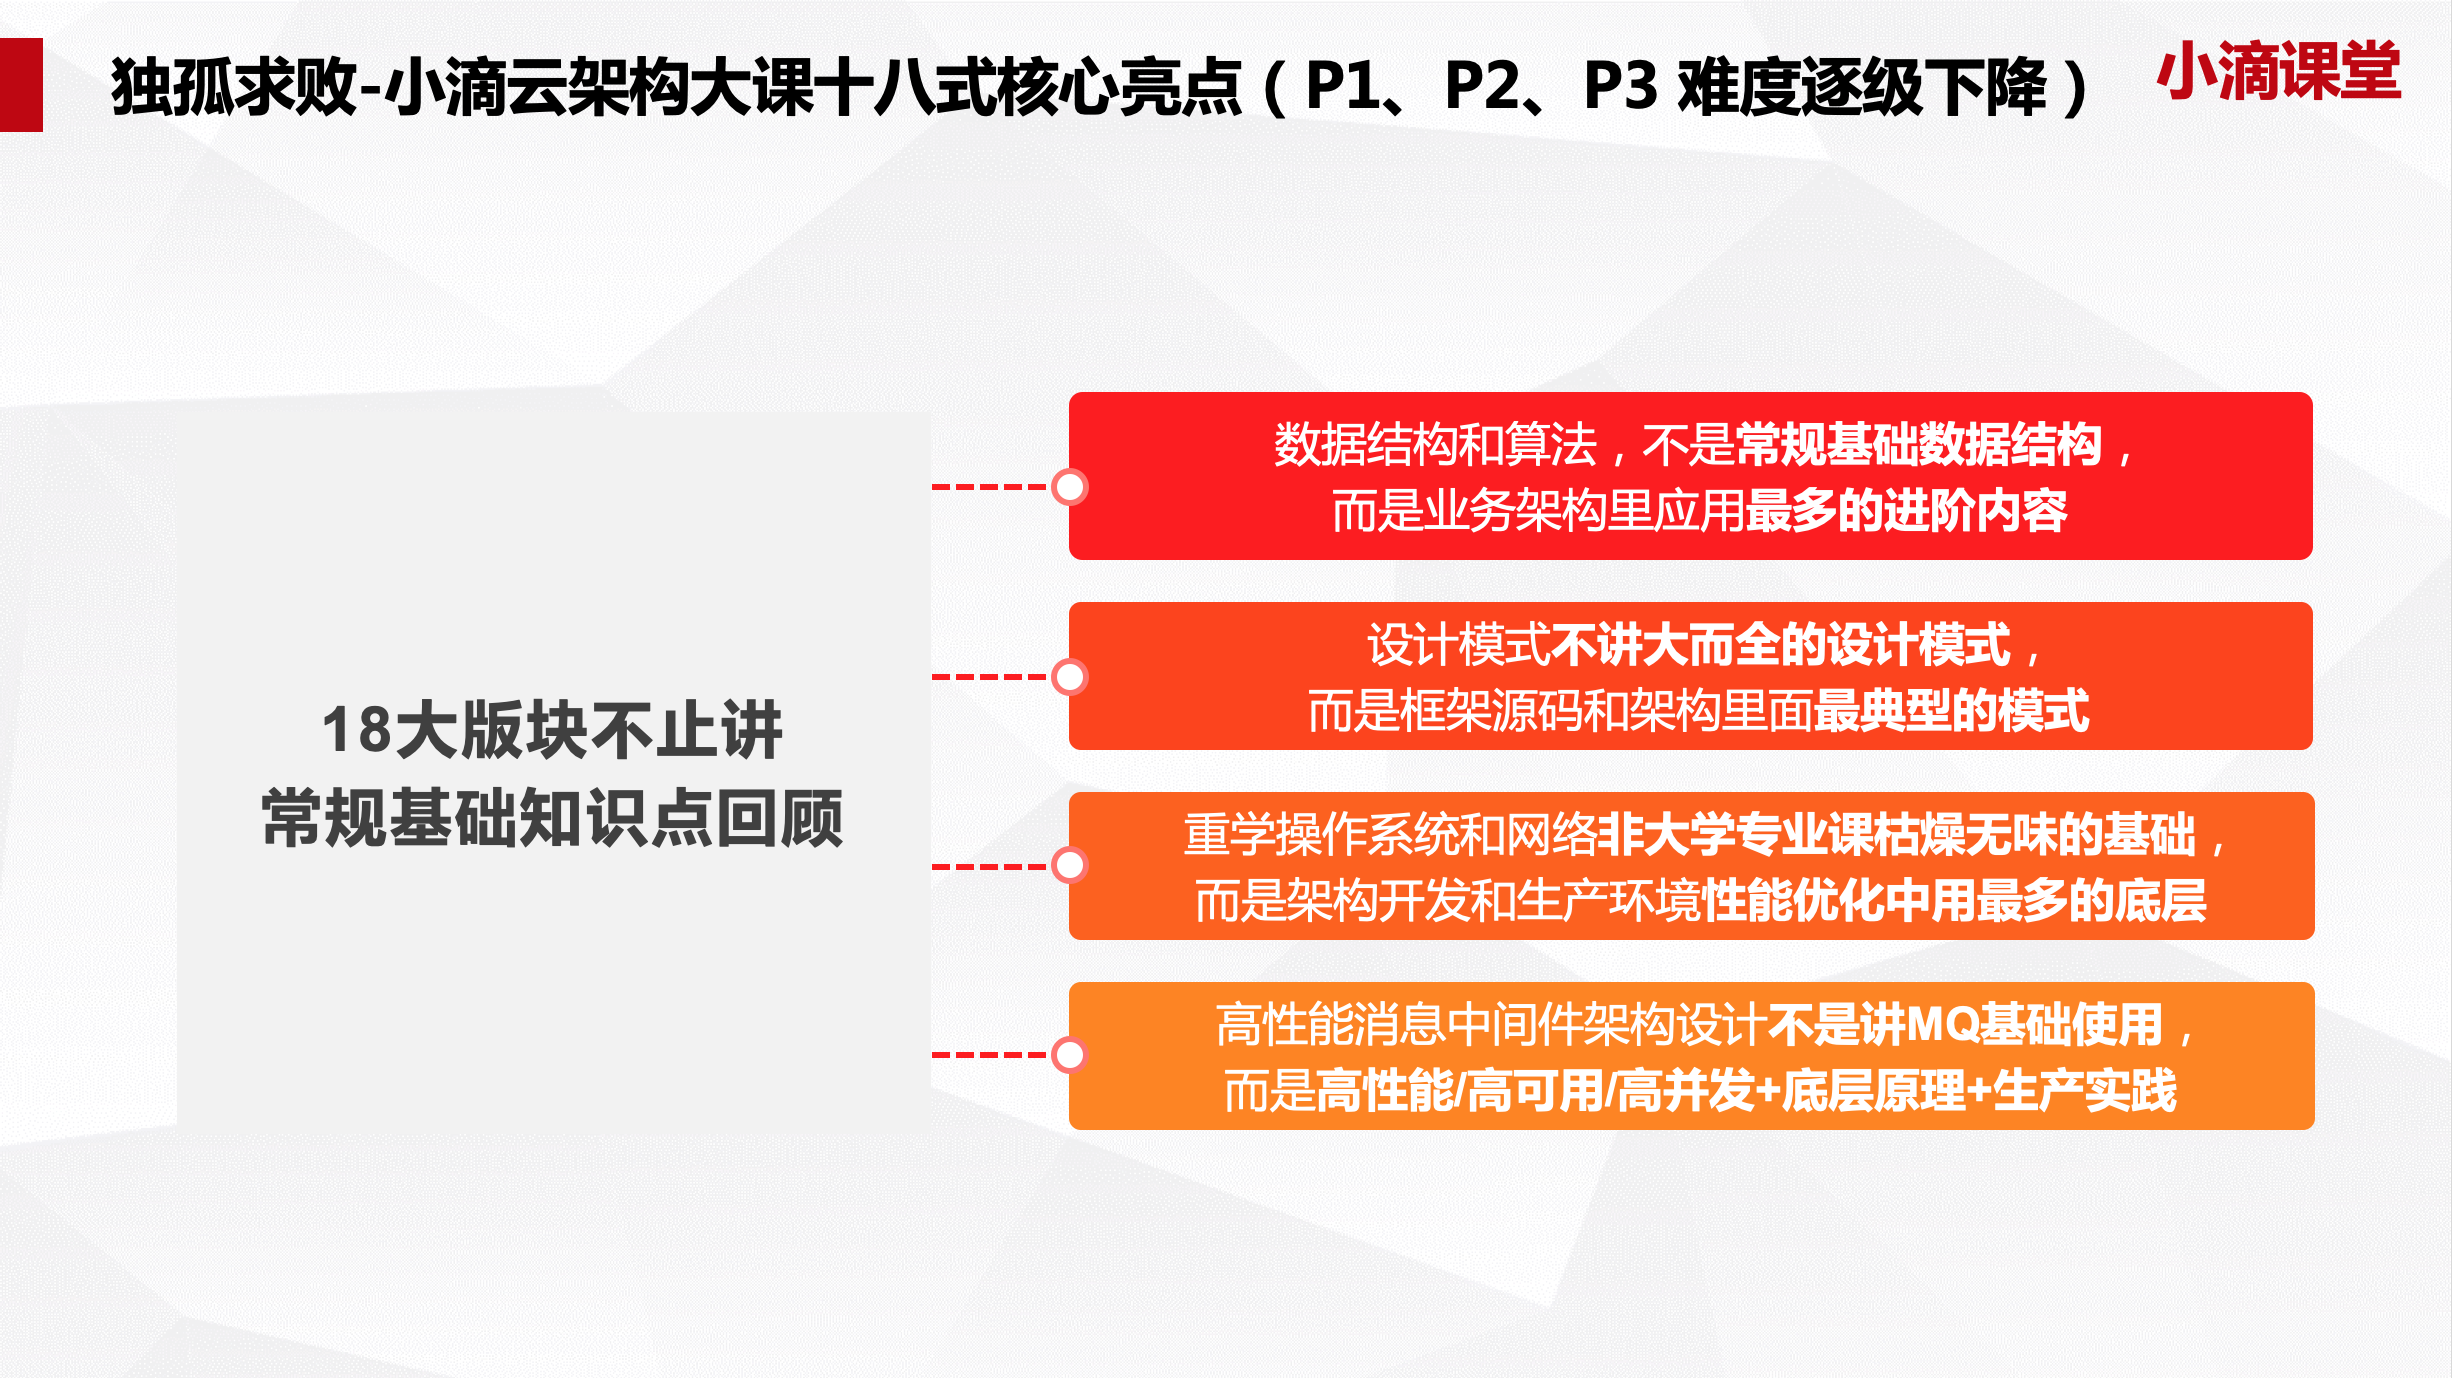 独孤求败-小滴云架构大课十八式核心亮点（P1、P2、P3 难度逐级下降）
小滴课堂
18大版块不止讲
常规基础知识点回顾
数据结构和算法，不是常规基础数据结构，
而是业务架构里应用最多的进阶内容
设计模式不讲大而全的设计模式，
而是框架源码和架构里面最典型的模式
重学操作系统和网络非大学专业课枯燥无味的基础，
而是架构开发和生产环境性能优化中用最多的底层
高性能消息中间件架构设计不是讲MQ基础使用，
而是高性能/高可用/高并发+底层原理+生产实践